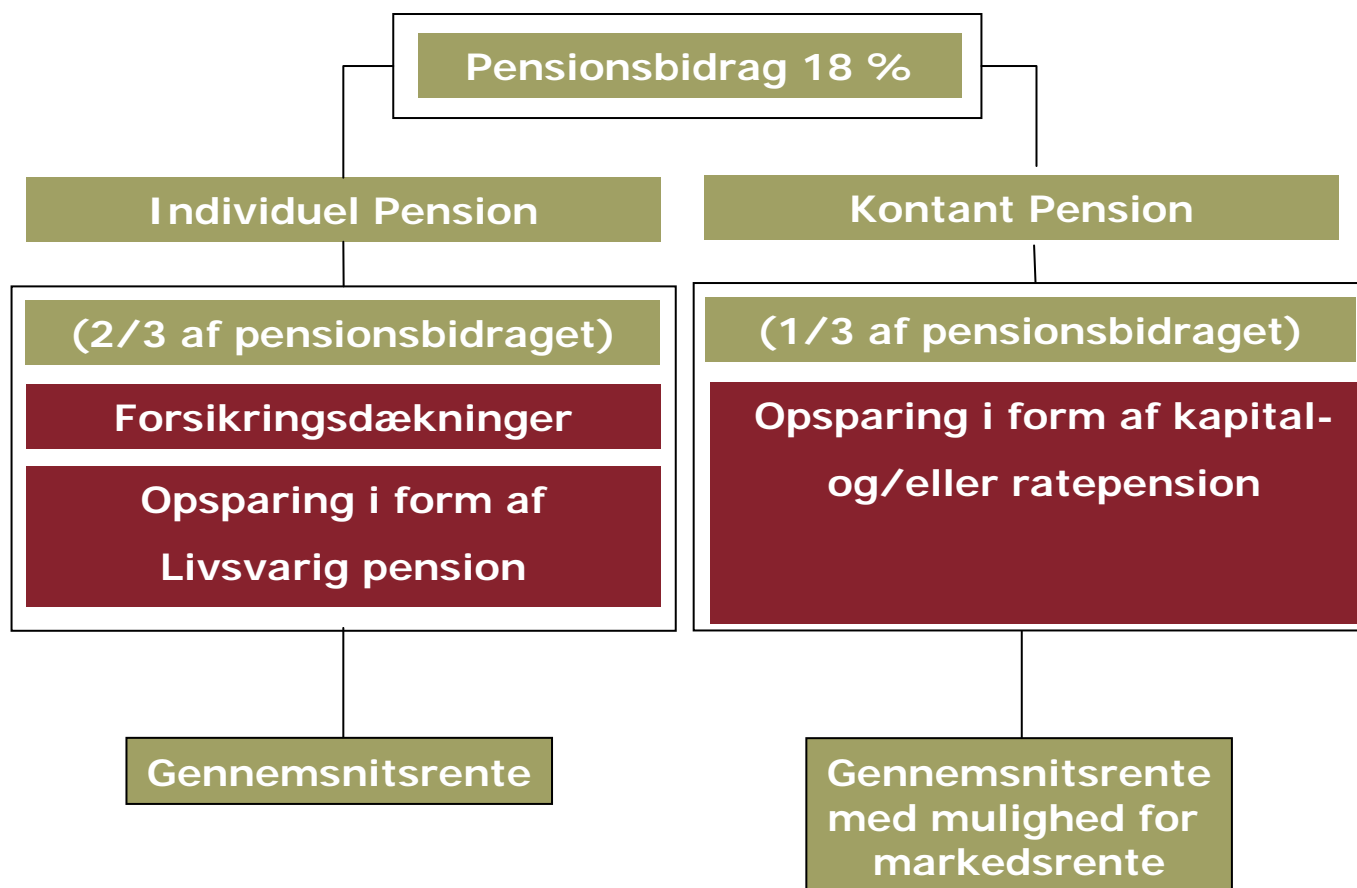 Pensionsbidrag 18 %
Individuel Pension
Kontant Pension
(2/3 af pensionsbidraget)
Forsikringsdækninger
Opsparing i form af
Livsvarig pension
(1/3 af pensionsbidraget)
Opsparing i form af kapital-
og/eller ratepension
Gennemsnitsrente
Gennemsnitsrente
med mulighed for
markedsrente